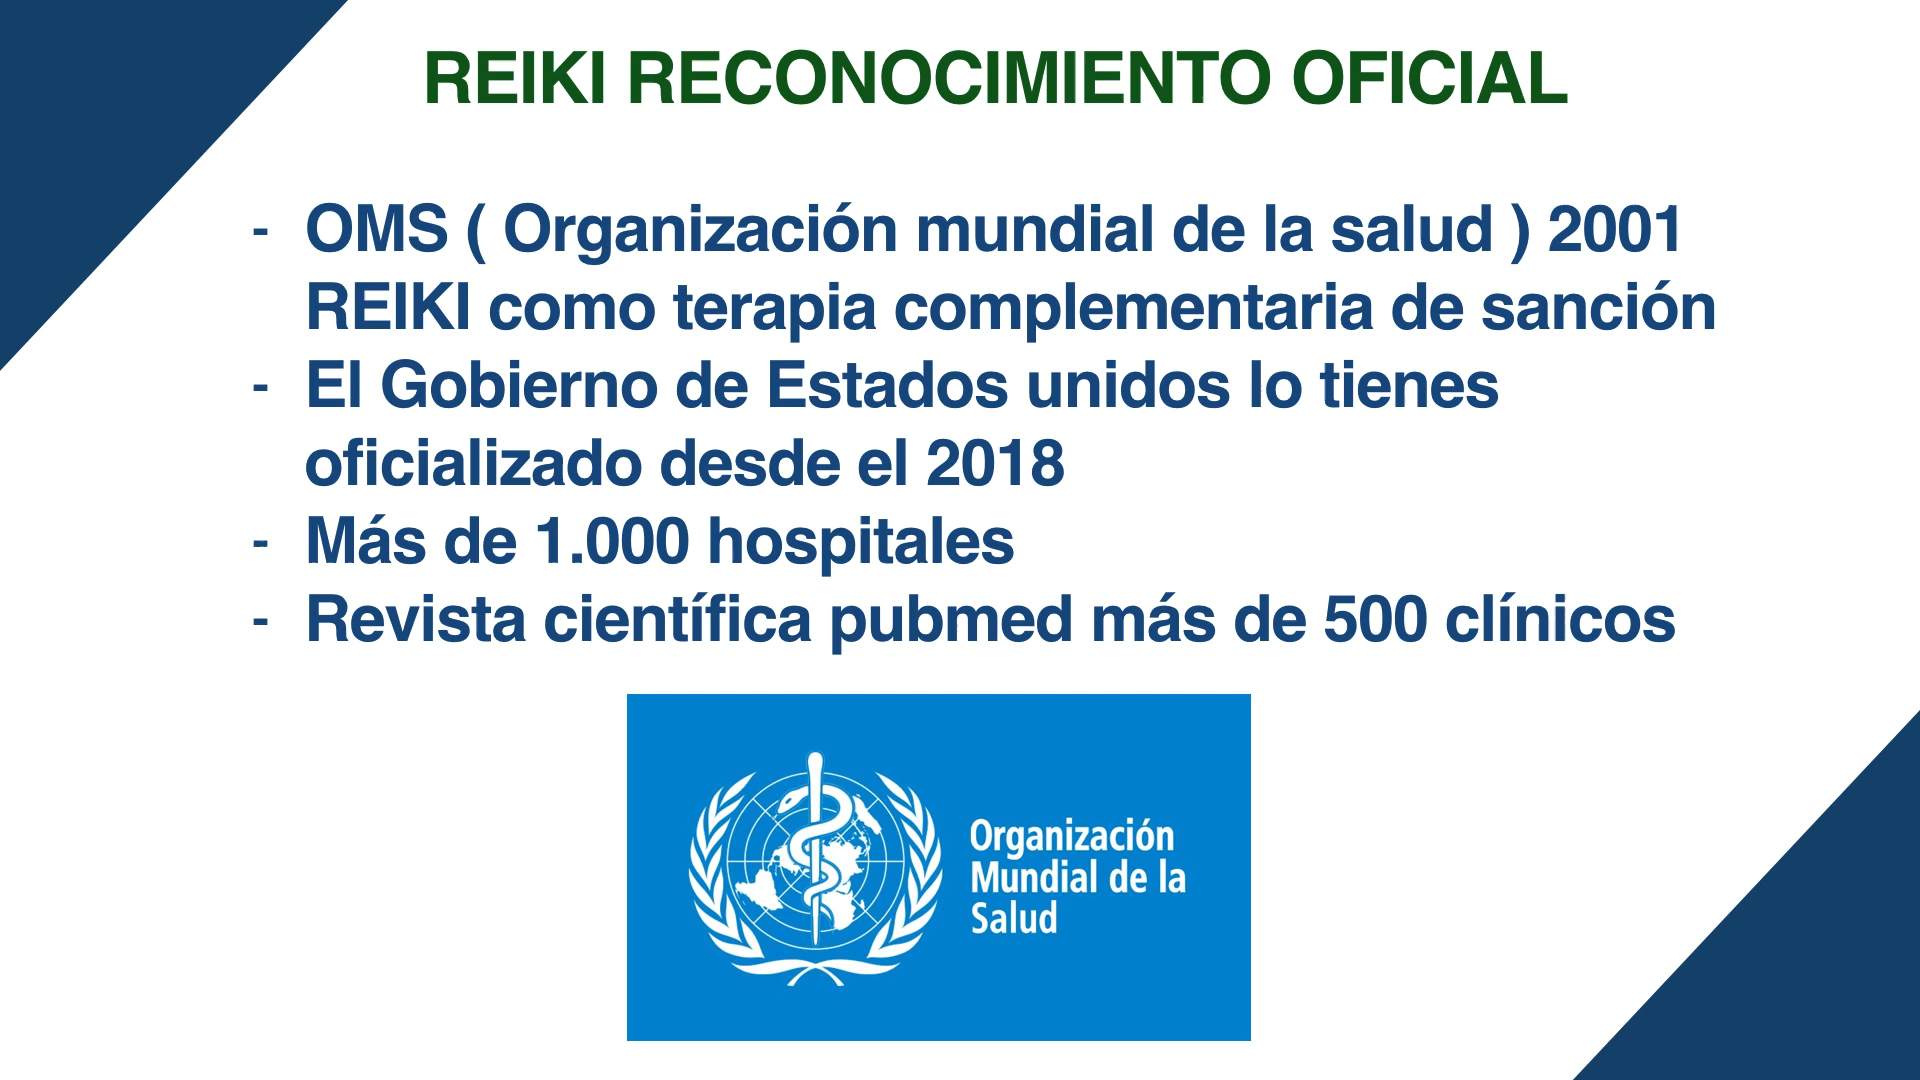 REIKI RECONOCIMIENTO OFICIAL
- OMS ( Organización mundial de la salud ) 2001
REIKI como terapia complementaria de sanción
- El Gobierno de Estados unidos lo tienes
oficializado desde el 2018
- Más de 1.000 hospitales
- Revista científica pubmed más de 500 clínicos
Organización
Mundial de la
Salud